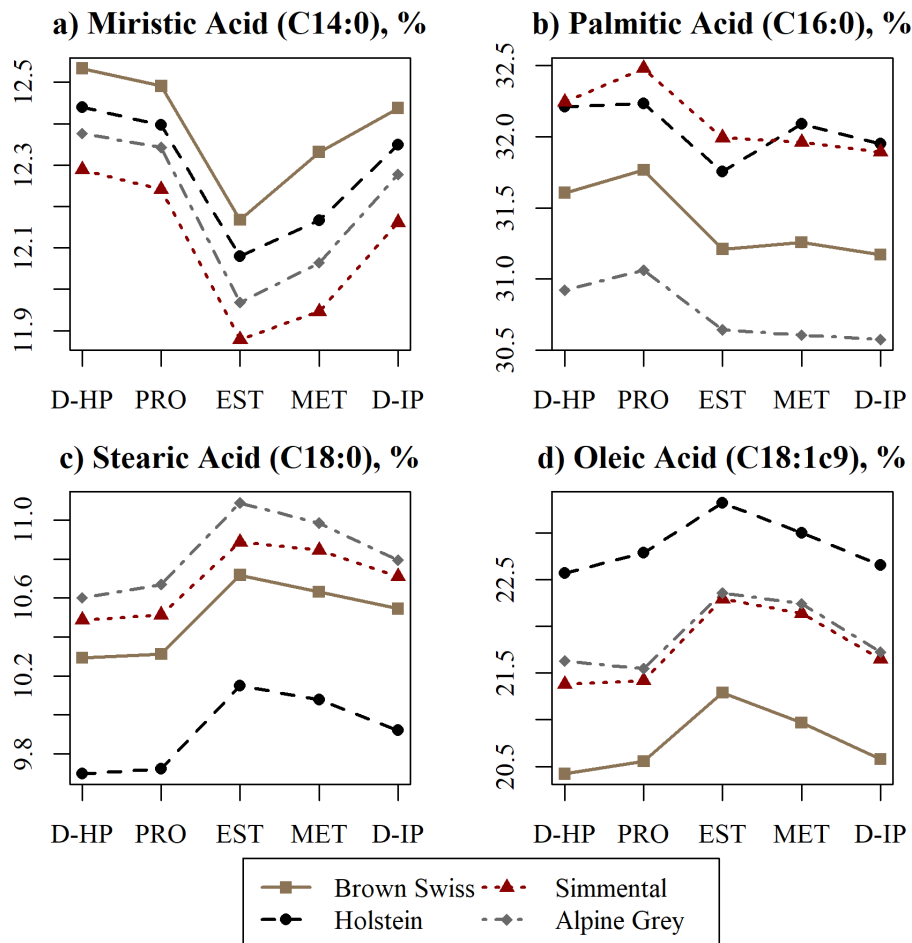 a) Miristic Acid (C14:0), %
12.5
12.3
12.1
11.9
D-HP PRO EST MET D-IP
b) Palmitic Acid (C16:0), %
32.5
32.0
31.5
31.0
30.5
D-HP PRO EST MET D-IP
c) Stearic Acid (C18:0), %
11.0
10.6
10.2
9.8
D-HP PRO EST MET D-IP
d) Oleic Acid (C18:1c9), %
22.5
21.5
20.5
D-HP PRO EST MET D-IP
Brown Swiss Simmental
Holstein Alpine Grey